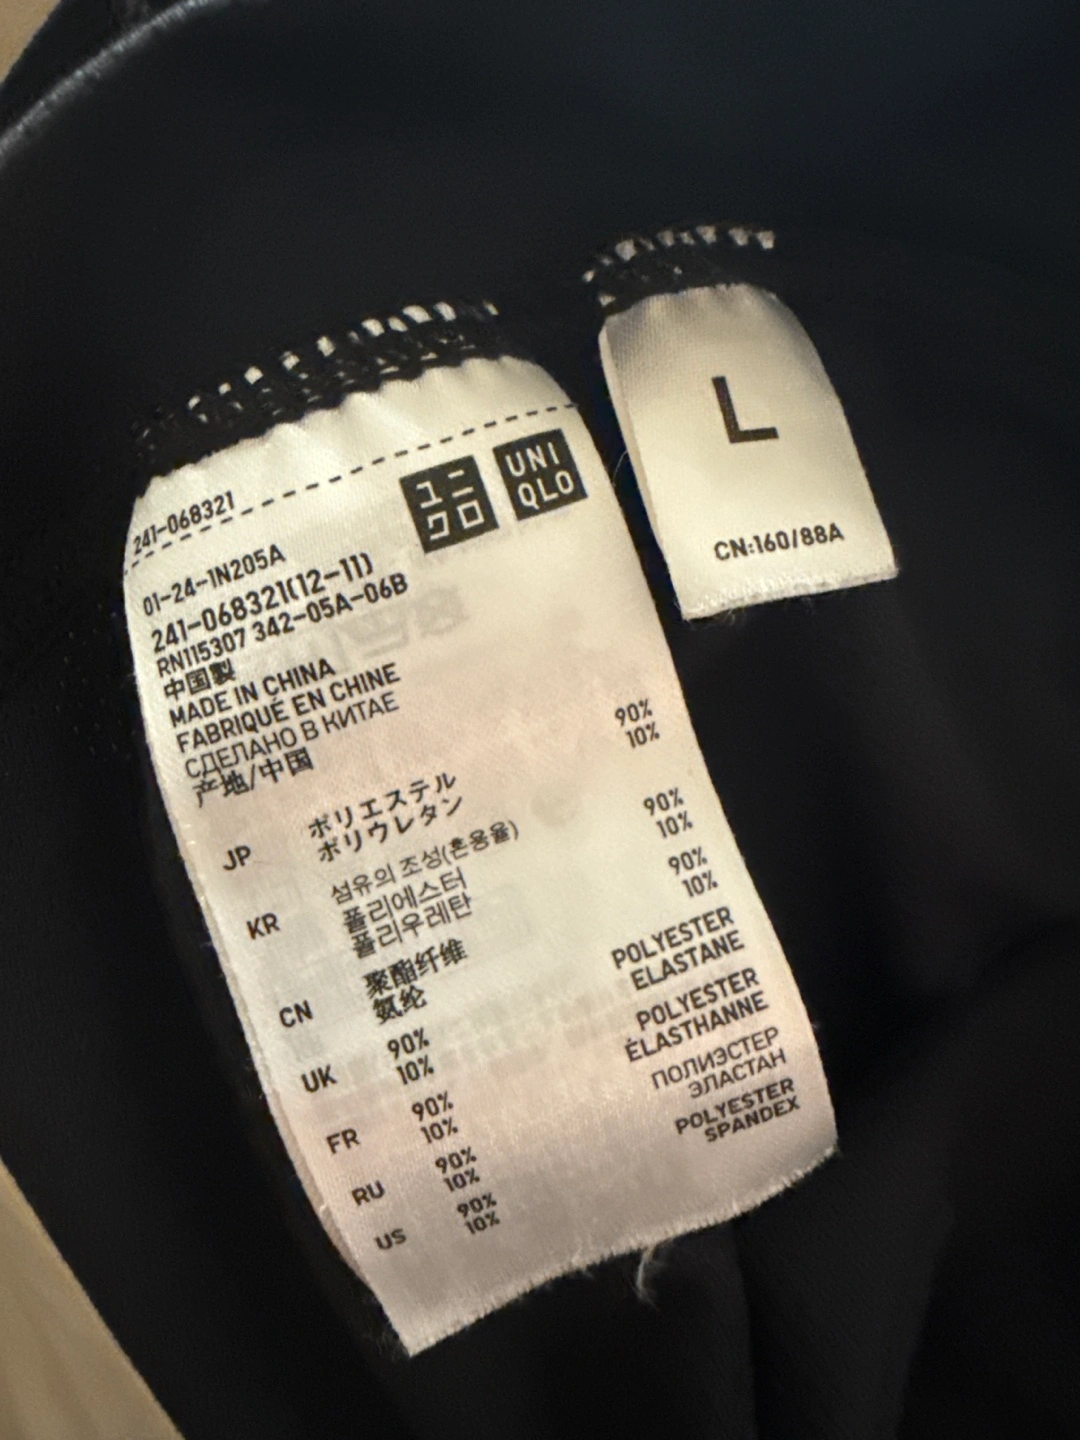 241-068321
ユニ
クロ
UNI
QLO
01-24-1N205A
241-068321(12-11)
RN115307 342-05A-06B
中国製
MADE IN CHINA
FABRIQUÉ EN CHINE
СДЕЛАНО В КИТАЕ
产地/中国
JP ポリエステル 90%
ポリウレタン 10%
KR 섬유의 조성(혼용율)
폴리에스터 90%
폴리우레탄 10%
CN 聚酯纤维 90%
氨纶 10%
UK 90% POLYESTER
10% ELASTANE
FR 90% POLYESTER
10% ÉLASTHANNE
RU 90% ПОЛИЭСТЕР
10% ЭЛАСТАН
US 90% POLYESTER
10% SPANDEX
L
CN:160/88A